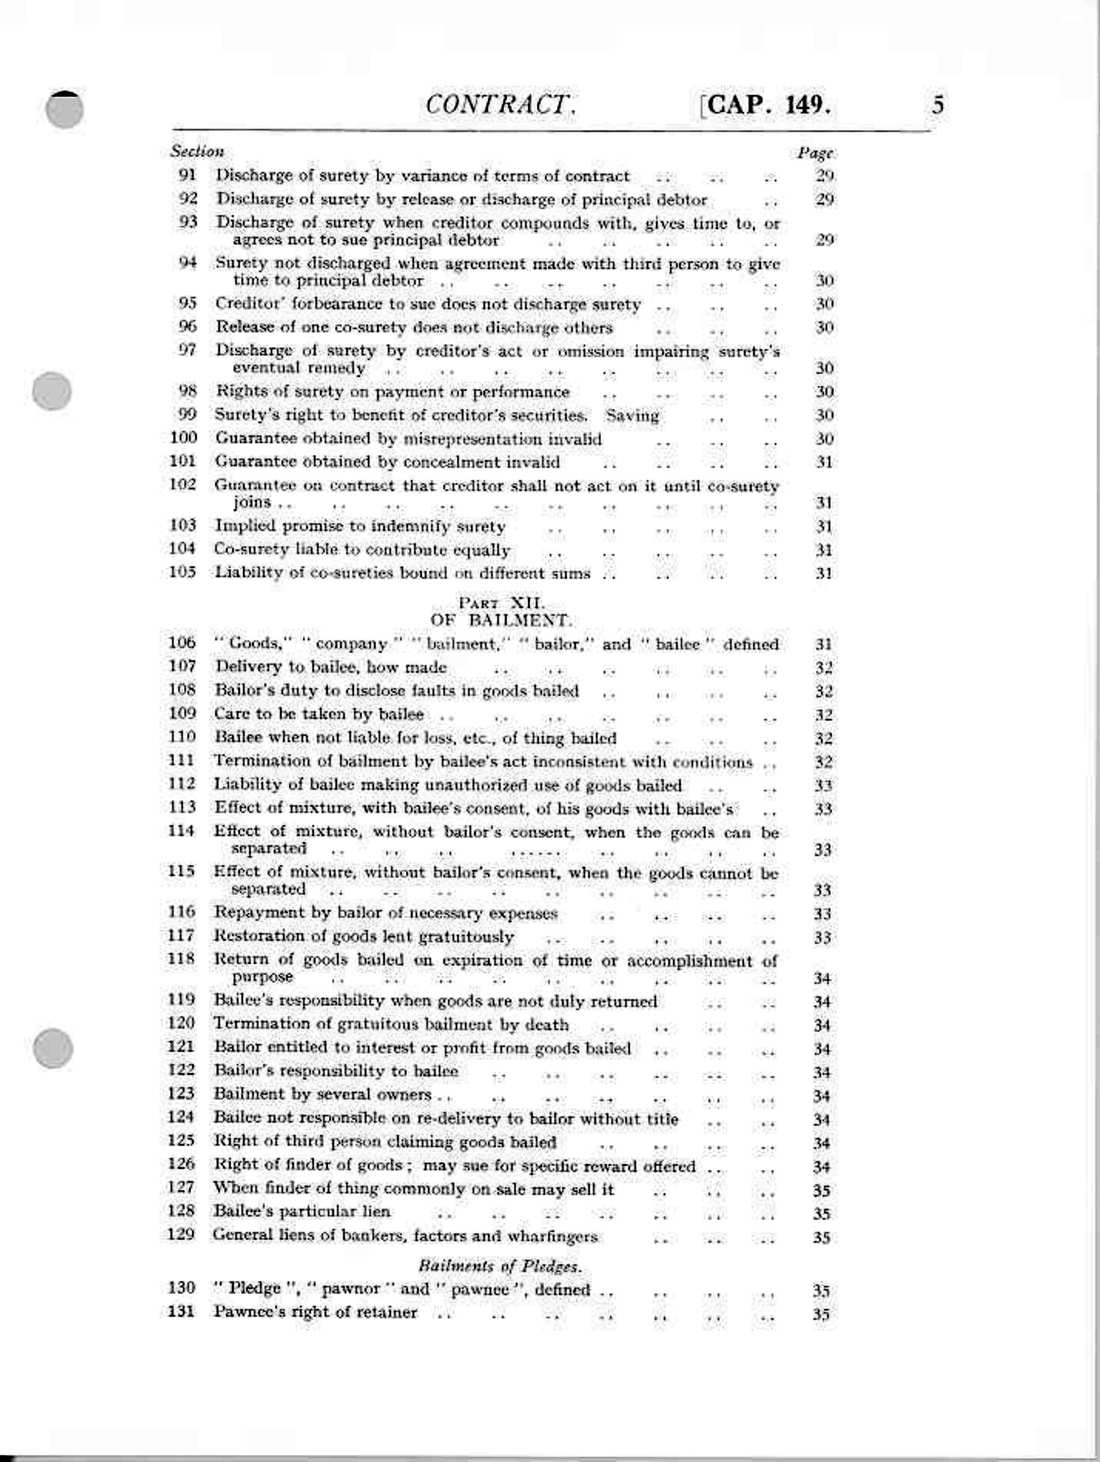 CONTRACT. [CAP. 149. 5
Section Page
91 Discharge of surety by variance of terms of contract .. .. .. 29
92 Discharge of surety by release or discharge of principal debtor .. 29
93 Discharge of surety when creditor compounds with, gives time to, or
agrees not to sue principal debtor .. .. .. .. .. 29
94 Surety not discharged when agreement made with third person to give
time to principal debtor .. .. .. .. .. .. .. 30
95 Creditor' forbearance to sue does not discharge surety .. .. .. 30
96 Release of one co-surety does not discharge others .. .. .. 30
97 Discharge of surety by creditor's act or omission impairing surety's
eventual remedy .. .. .. .. .. .. .. .. 30
98 Rights of surety on payment or performance .. .. .. .. 30
99 Surety's right to benefit of creditor's securities. Saving .. .. 30
100 Guarantee obtained by misrepresentation invalid .. .. .. 30
101 Guarantee obtained by concealment invalid .. .. .. .. 31
102 Guarantee on contract that creditor shall not act on it until co-surety
joins .. .. .. .. .. .. .. .. .. .. 31
103 Implied promise to indemnify surety .. .. .. .. .. 31
104 Co-surety liable to contribute equally .. .. .. .. .. 31
105 Liability of co-sureties bound on different sums .. .. .. .. 31
PART XII.
OF BAILMENT.
106 " Goods," " company " " bailment," " bailor," and " bailee " defined 31
107 Delivery to bailee, how made .. .. .. .. .. .. 32
108 Bailor's duty to disclose faults in goods bailed .. .. .. .. 32
109 Care to be taken by bailee .. .. .. .. .. .. .. 32
110 Bailee when not liable for loss, etc., of thing bailed .. .. .. 32
111 Termination of bailment by bailee's act inconsistent with conditions .. 32
112 Liability of bailee making unauthorized use of goods bailed .. .. 33
113 Effect of mixture, with bailee's consent, of his goods with bailee's .. 33
114 Effect of mixture, without bailor's consent, when the goods can be
separated .. .. .. ...... .. .. .. .. 33
115 Effect of mixture, without bailor's consent, when the goods cannot be
separated .. .. .. .. .. .. .. .. .. 33
116 Repayment by bailor of necessary expenses .. .. .. .. 33
117 Restoration of goods lent gratuitously .. .. .. .. .. 33
118 Return of goods bailed on expiration of time or accomplishment of
purpose .. .. .. .. .. .. .. .. .. 34
119 Bailee's responsibility when goods are not duly returned .. .. 34
120 Termination of gratuitous bailment by death .. .. .. .. 34
121 Bailor entitled to interest or profit from goods bailed .. .. .. 34
122 Bailor's responsibility to bailee .. .. .. .. .. .. 34
123 Bailment by several owners .. .. .. .. .. .. .. 34
124 Bailee not responsible on re-delivery to bailor without title .. .. 34
125 Right of third person claiming goods bailed .. .. .. .. 34
126 Right of finder of goods ; may sue for specific reward offered .. .. 34
127 When finder of thing commonly on sale may sell it .. .. .. 35
128 Bailee's particular lien .. .. .. .. .. .. .. 35
129 General liens of bankers, factors and wharfingers .. .. .. 35
Bailments of Pledges.
130 " Pledge ", " pawnor " and " pawnee ", defined .. .. .. .. 35
131 Pawnee's right of retainer .. .. .. .. .. .. .. 35